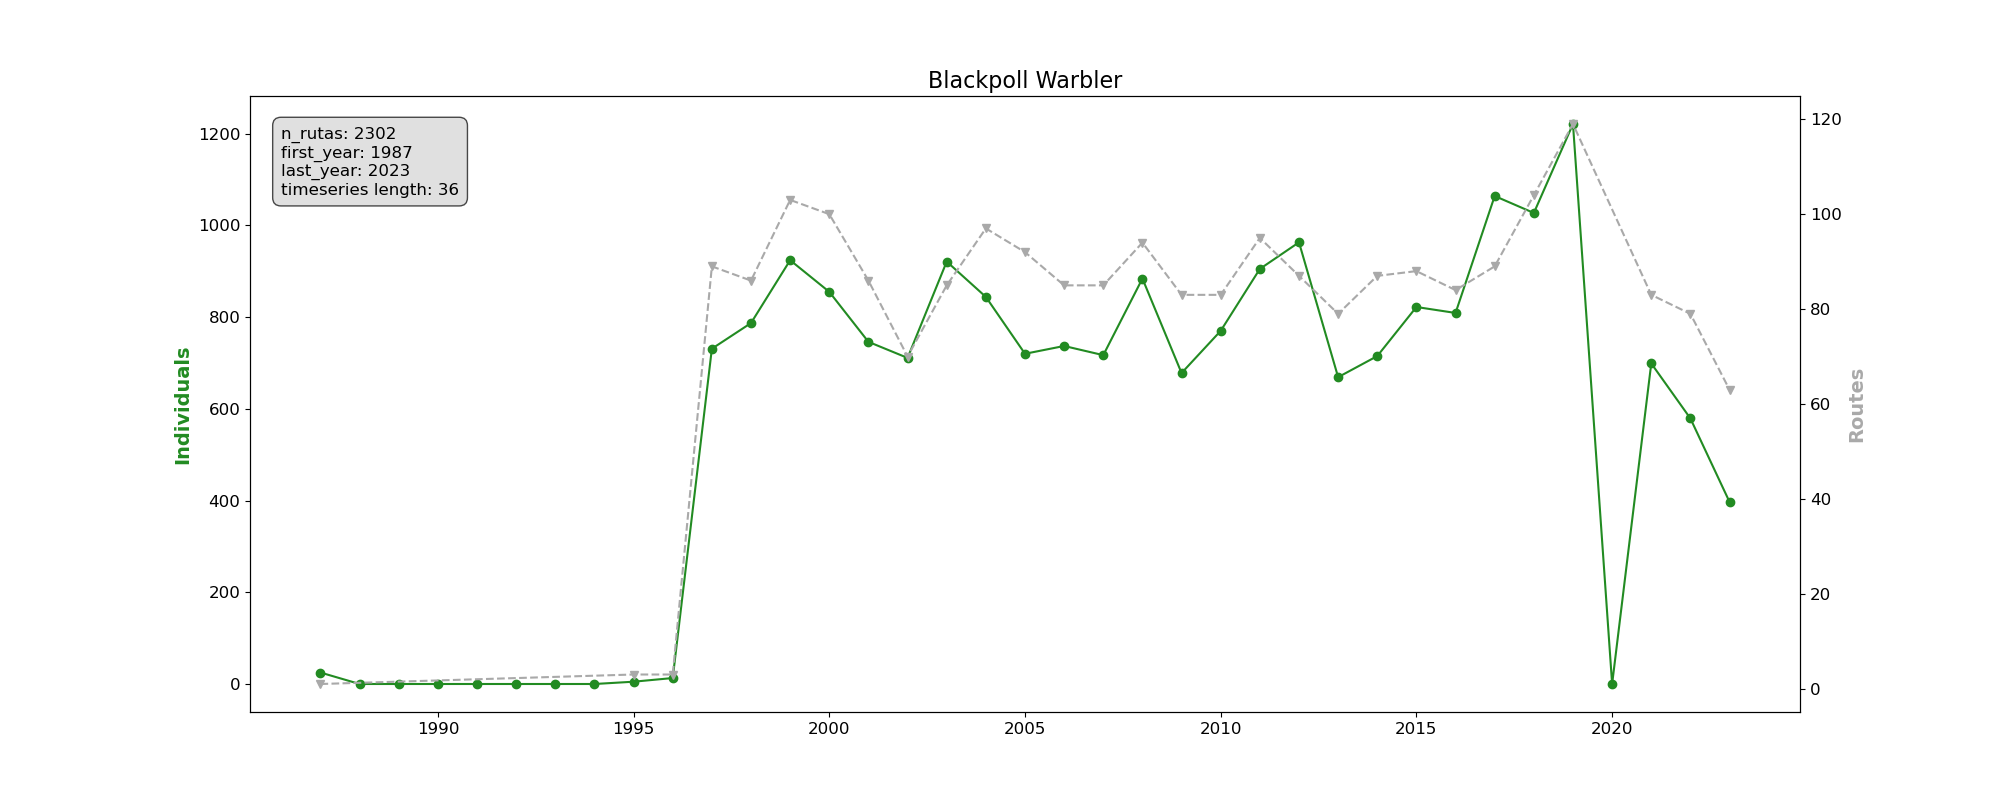 Blackpoll Warbler
n_rutas: 2302
first_year: 1987
last_year: 2023
timeseries length: 36
1200
1000
800
600
400
200
0
Individuals
120
100
80
60
40
20
0
Routes
1990 1995 2000 2005 2010 2015 2020